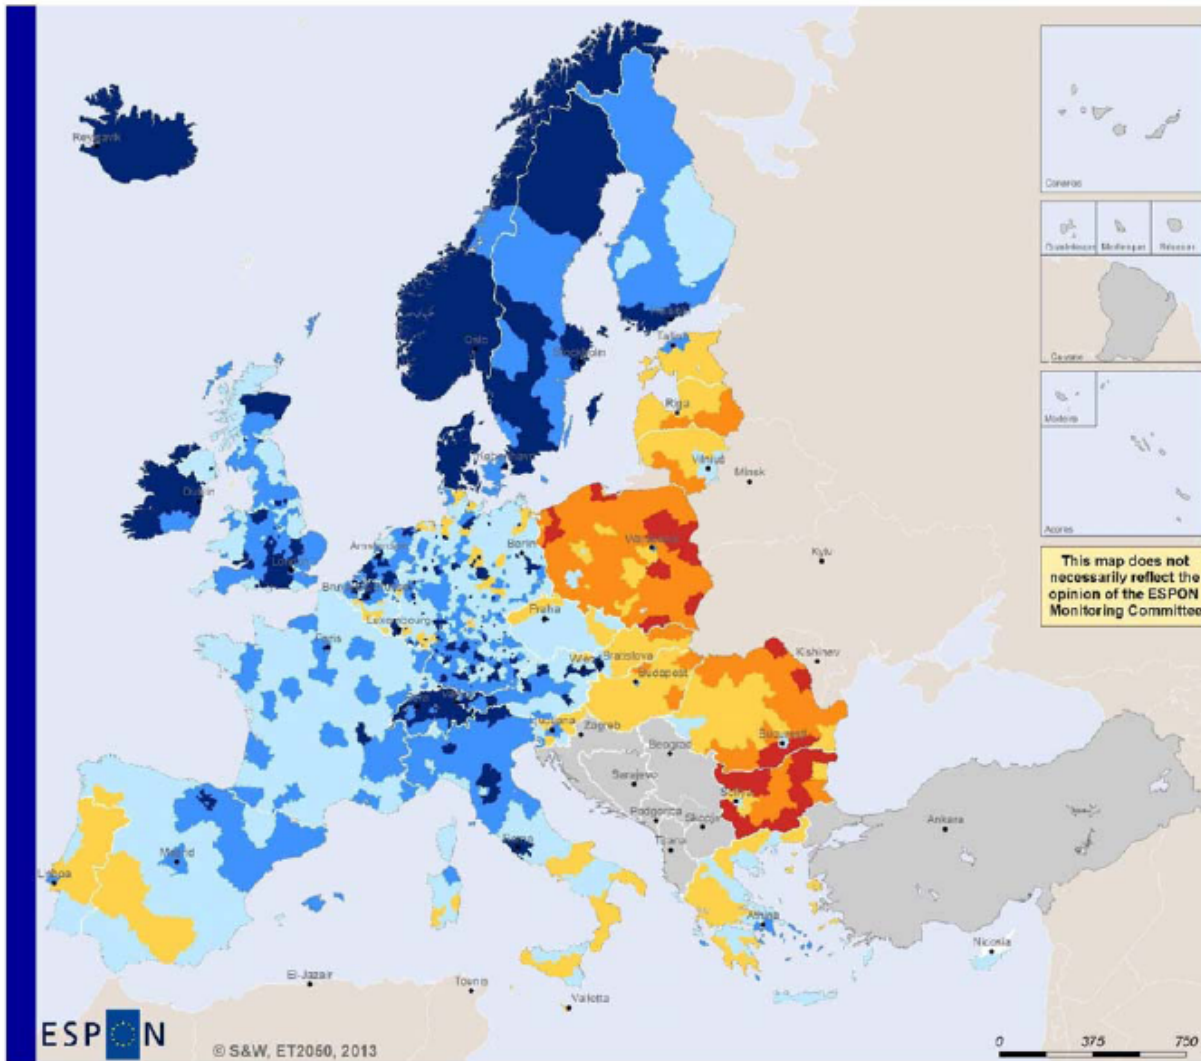 Reykjavik
Canarias
Guadeloupe Martinique Réunion
Oslo
Stockholm
Tallinn
Guyane
Riga
Madeira
København
Vilnius
Minsk
Dublin
Acores
Amsterdam
Berlin
Warszawa
London
Kyiv
This map does not
necessarily reflect the
opinion of the ESPON
Monitoring Committee
Praha
Luxembourg
Paris
Kishinev
Bratislava
Budapest
Zagreb
Beograd
Sarajevo
Podgorica
Skopje
Ankara
Roma
Tirana
Madrid
Lisboa
Athina
Nicosia
El-Jazair
Tounis
Valletta
ESPON
© S&W, ET2050, 2013
0 375 750